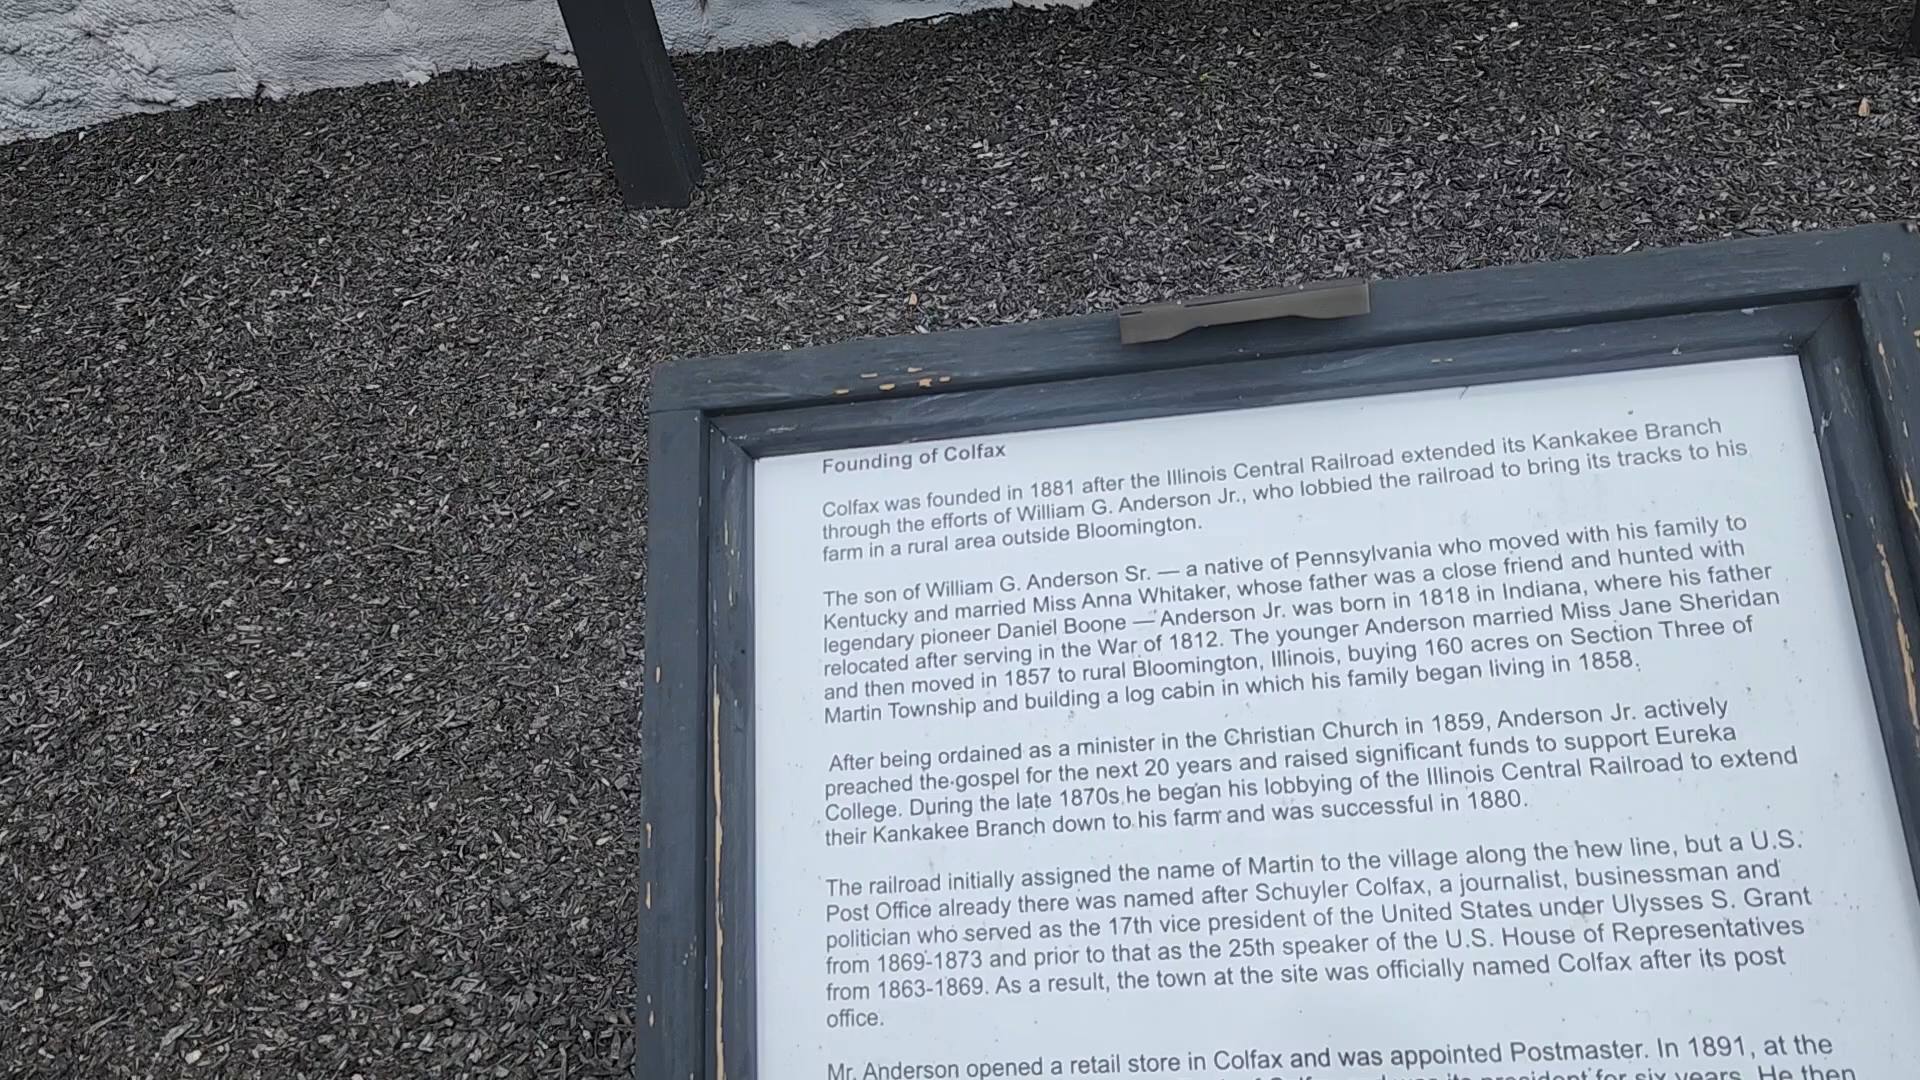 Founding of Colfax
Colfax was founded in 1881 after the Illinois Central Railroad extended its Kankakee Branch
through the efforts of William G. Anderson Jr., who lobbied the railroad to bring its tracks to his
farm in a rural area outside Bloomington.
The son of William G. Anderson Sr. — a native of Pennsylvania who moved with his family to
Kentucky and married Miss Anna Whitaker, whose father was a close friend and hunted with
legendary pioneer Daniel Boone — Anderson Jr. was born in 1818 in Indiana, where his father
relocated after serving in the War of 1812. The younger Anderson married Miss Jane Sheridan
and then moved in 1857 to rural Bloomington, Illinois, buying 160 acres on Section Three of
Martin Township and building a log cabin in which his family began living in 1858.
After being ordained as a minister in the Christian Church in 1859, Anderson Jr. actively
preached the gospel for the next 20 years and raised significant funds to support Eureka
College. During the late 1870s he began his lobbying of the Illinois Central Railroad to extend
their Kankakee Branch down to his farm and was successful in 1880.
The railroad initially assigned the name of Martin to the village along the new line, but a U.S.
Post Office already there was named after Schuyler Colfax, a journalist, businessman and
politician who served as the 17th vice president of the United States under Ulysses S. Grant
from 1869-1873 and prior to that as the 25th speaker of the U.S. House of Representatives
from 1863-1869. As a result, the town at the site was officially named Colfax after its post
office.
Mr. Anderson opened a retail store in Colfax and was appointed Postmaster. In 1891, at the
president for six years. He then